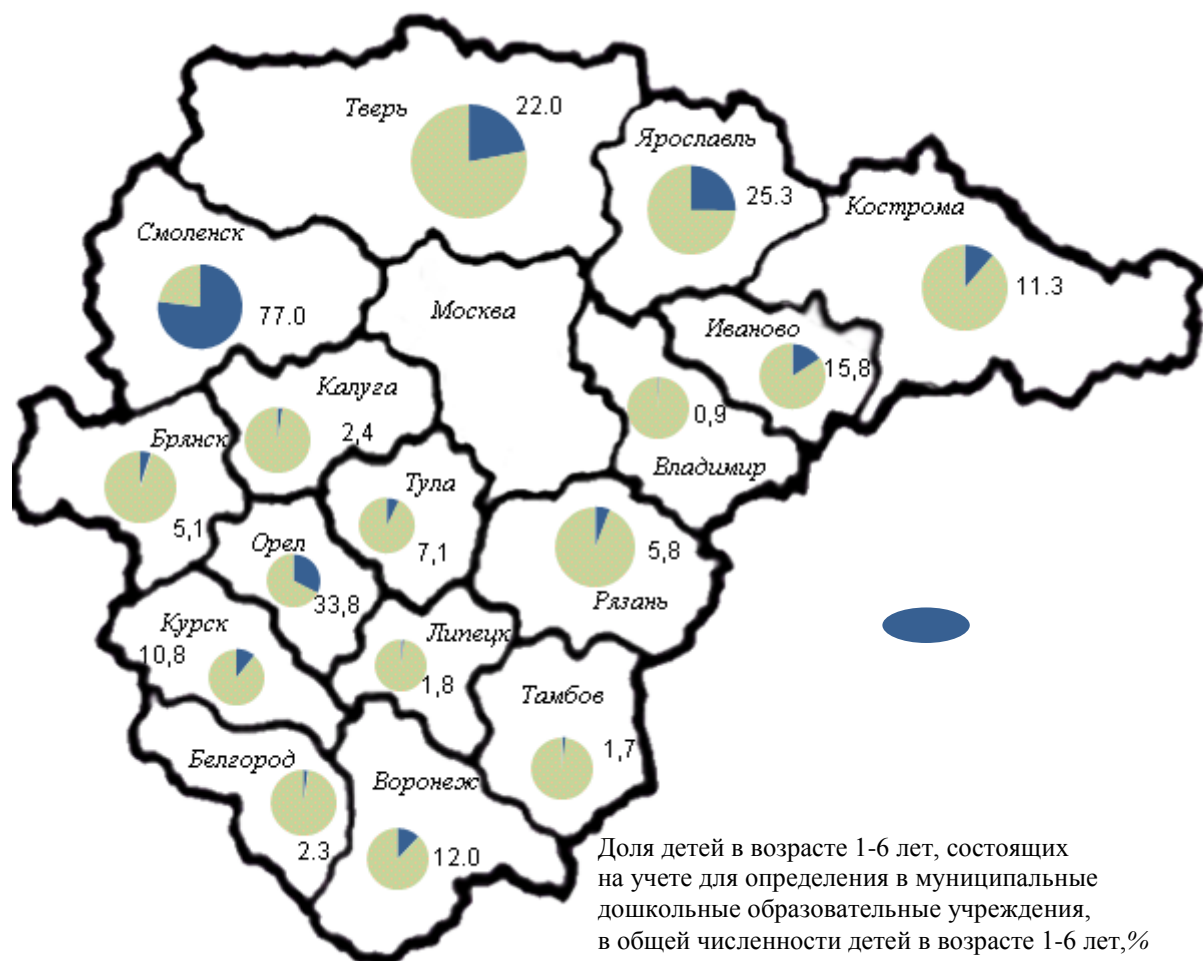 Тверь
22.0
Ярославль
25.3
Кострома
11.3
Смоленск
77.0
Москва
Иваново
15,8
Калуга
2,4
0,9
Владимир
Брянск
5,1
Тула
7,1
Орел
33,8
5,8
Рязань
Курск
10,8
Липецк
1,8
Тамбов
1,7
Белгород
2.3
Воронеж
12.0
Доля детей в возрасте 1-6 лет, состоящих
на учете для определения в муниципальные
дошкольные образовательные учреждения,
в общей численности детей в возрасте 1-6 лет,%